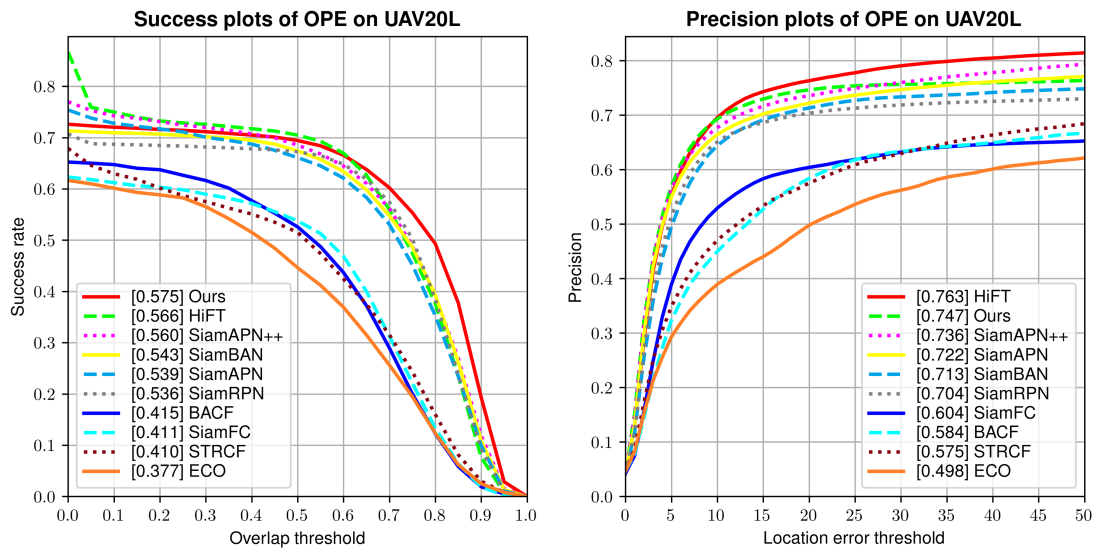 Success plots of OPE on UAV20L
Success rate
0.8
0.7
0.6
0.5
0.4
0.3
0.2
0.1
0.0
[0.575] Ours
[0.566] HiFT
[0.560] SiamAPN++
[0.543] SiamBAN
[0.539] SiamAPN
[0.536] SiamRPN
[0.415] BACF
[0.411] SiamFC
[0.410] STRCF
[0.377] ECO
0.0 0.1 0.2 0.3 0.4 0.5 0.6 0.7 0.8 0.9 1.0
Overlap threshold
Precision plots of OPE on UAV20L
Precision
0.8
0.7
0.6
0.5
0.4
0.3
0.2
0.1
0.0
[0.763] HiFT
[0.747] Ours
[0.736] SiamAPN++
[0.722] SiamAPN
[0.713] SiamBAN
[0.704] SiamRPN
[0.604] SiamFC
[0.584] BACF
[0.575] STRCF
[0.498] ECO
0 5 10 15 20 25 30 35 40 45 50
Location error threshold